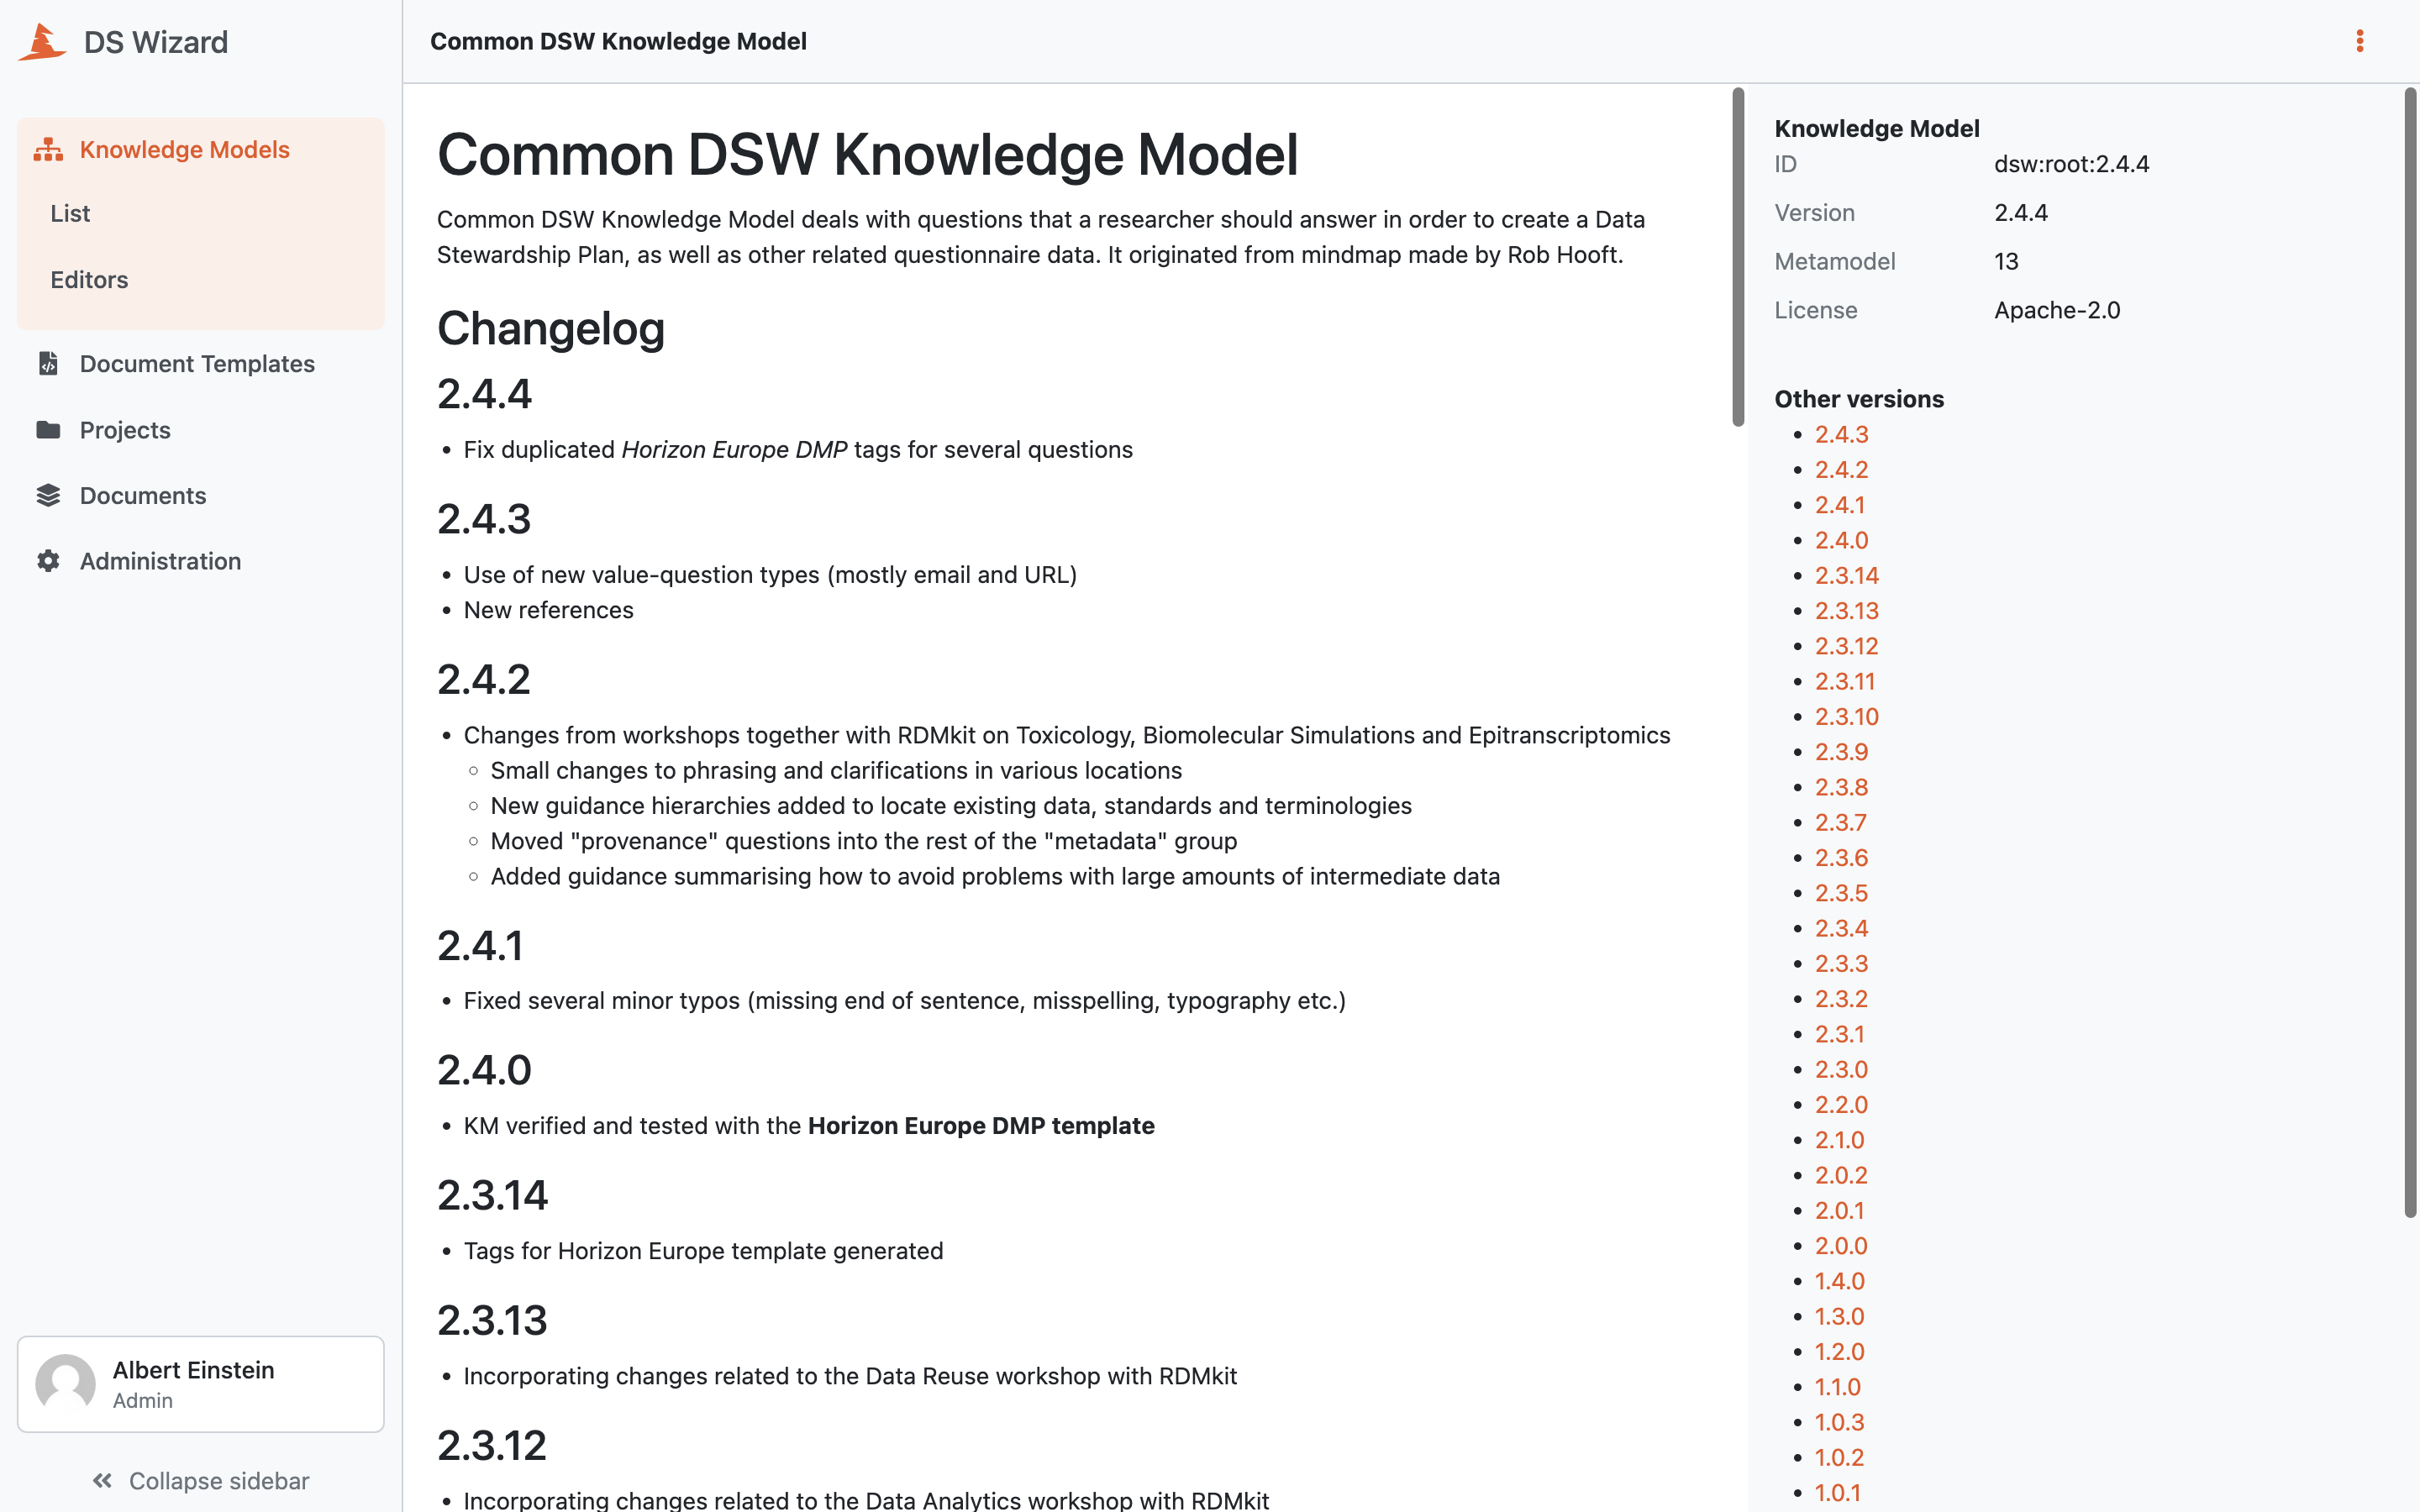 DS Wizard
Knowledge Models
List
Editors
Document Templates
Projects
Documents
Administration
Albert Einstein
Admin
Collapse sidebar
Common DSW Knowledge Model
Common DSW Knowledge Model
Common DSW Knowledge Model deals with questions that a researcher should answer in order to create a Data
Stewardship Plan, as well as other related questionnaire data. It originated from mindmap made by Rob Hooft.
Changelog
2.4.4
• Fix duplicated Horizon Europe DMP tags for several questions
2.4.3
• Use of new value-question types (mostly email and URL)
• New references
2.4.2
• Changes from workshops together with RDMkit on Toxicology, Biomolecular Simulations and Epitranscriptomics
◦ Small changes to phrasing and clarifications in various locations
◦ New guidance hierarchies added to locate existing data, standards and terminologies
◦ Moved "provenance" questions into the rest of the "metadata" group
◦ Added guidance summarising how to avoid problems with large amounts of intermediate data
2.4.1
• Fixed several minor typos (missing end of sentence, misspelling, typography etc.)
2.4.0
• KM verified and tested with the Horizon Europe DMP template
2.3.14
• Tags for Horizon Europe template generated
2.3.13
• Incorporating changes related to the Data Reuse workshop with RDMkit
2.3.12
• Incorporating changes related to the Data Analytics workshop with RDMkit
Knowledge Model
ID dsw:root:2.4.4
Version 2.4.4
Metamodel 13
License Apache-2.0
Other versions
• 2.4.3
• 2.4.2
• 2.4.1
• 2.4.0
• 2.3.14
• 2.3.13
• 2.3.12
• 2.3.11
• 2.3.10
• 2.3.9
• 2.3.8
• 2.3.7
• 2.3.6
• 2.3.5
• 2.3.4
• 2.3.3
• 2.3.2
• 2.3.1
• 2.3.0
• 2.2.0
• 2.1.0
• 2.0.2
• 2.0.1
• 2.0.0
• 1.4.0
• 1.3.0
• 1.2.0
• 1.1.0
• 1.0.3
• 1.0.2
• 1.0.1